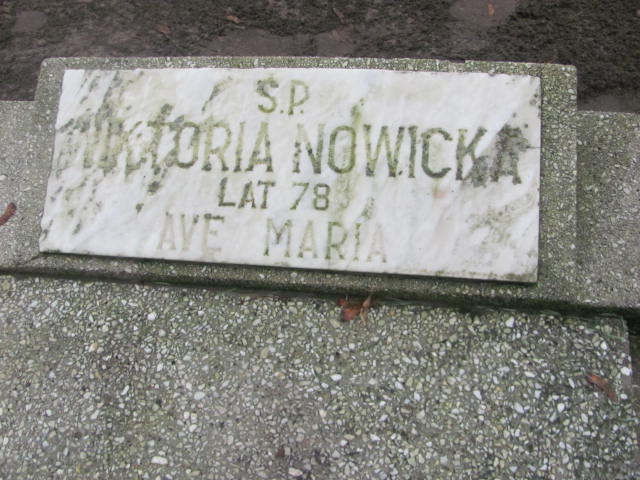 S.P.
WIKTORIA NOWICKA
LAT 78
AVE MARIA